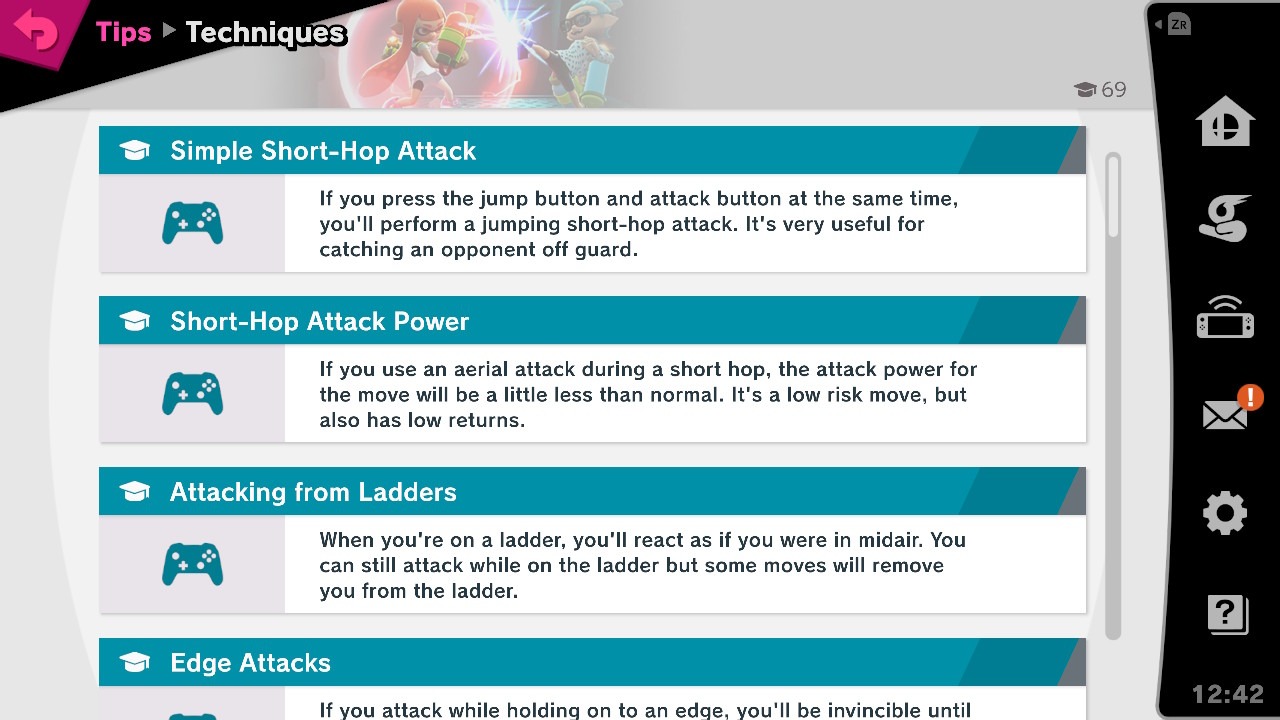 Tips ▶ Techniques
ZR
69
Simple Short-Hop Attack
If you press the jump button and attack button at the same time,
you'll perform a jumping short-hop attack. It's very useful for
catching an opponent off guard.
Short-Hop Attack Power
If you use an aerial attack during a short hop, the attack power for
the move will be a little less than normal. It's a low risk move, but
also has low returns.
Attacking from Ladders
When you're on a ladder, you'll react as if you were in midair. You
can still attack while on the ladder but some moves will remove
you from the ladder.
Edge Attacks
If you attack while holding on to an edge, you'll be invincible until
!
?
12:42